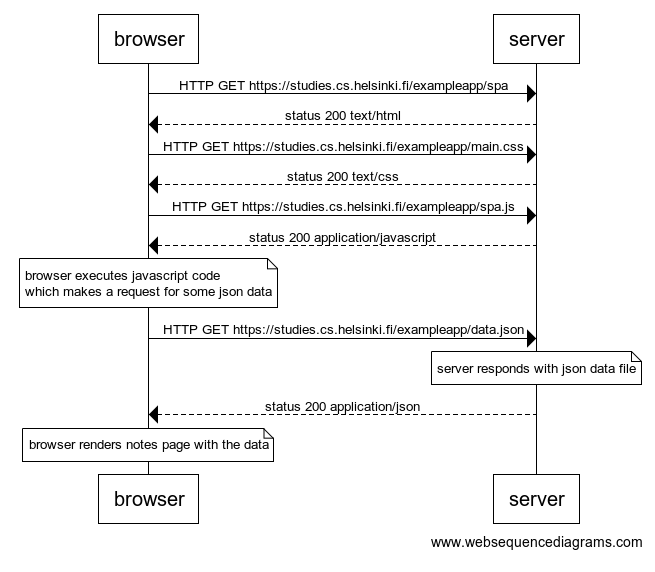 browser
server
HTTP GET https://studies.cs.helsinki.fi/exampleapp/spa
status 200 text/html
HTTP GET https://studies.cs.helsinki.fi/exampleapp/main.css
status 200 text/css
HTTP GET https://studies.cs.helsinki.fi/exampleapp/spa.js
status 200 application/javascript
browser executes javascript code
which makes a request for some json data
HTTP GET https://studies.cs.helsinki.fi/exampleapp/data.json
server responds with json data file
status 200 application/json
browser renders notes page with the data
browser
server
www.websequencediagrams.com